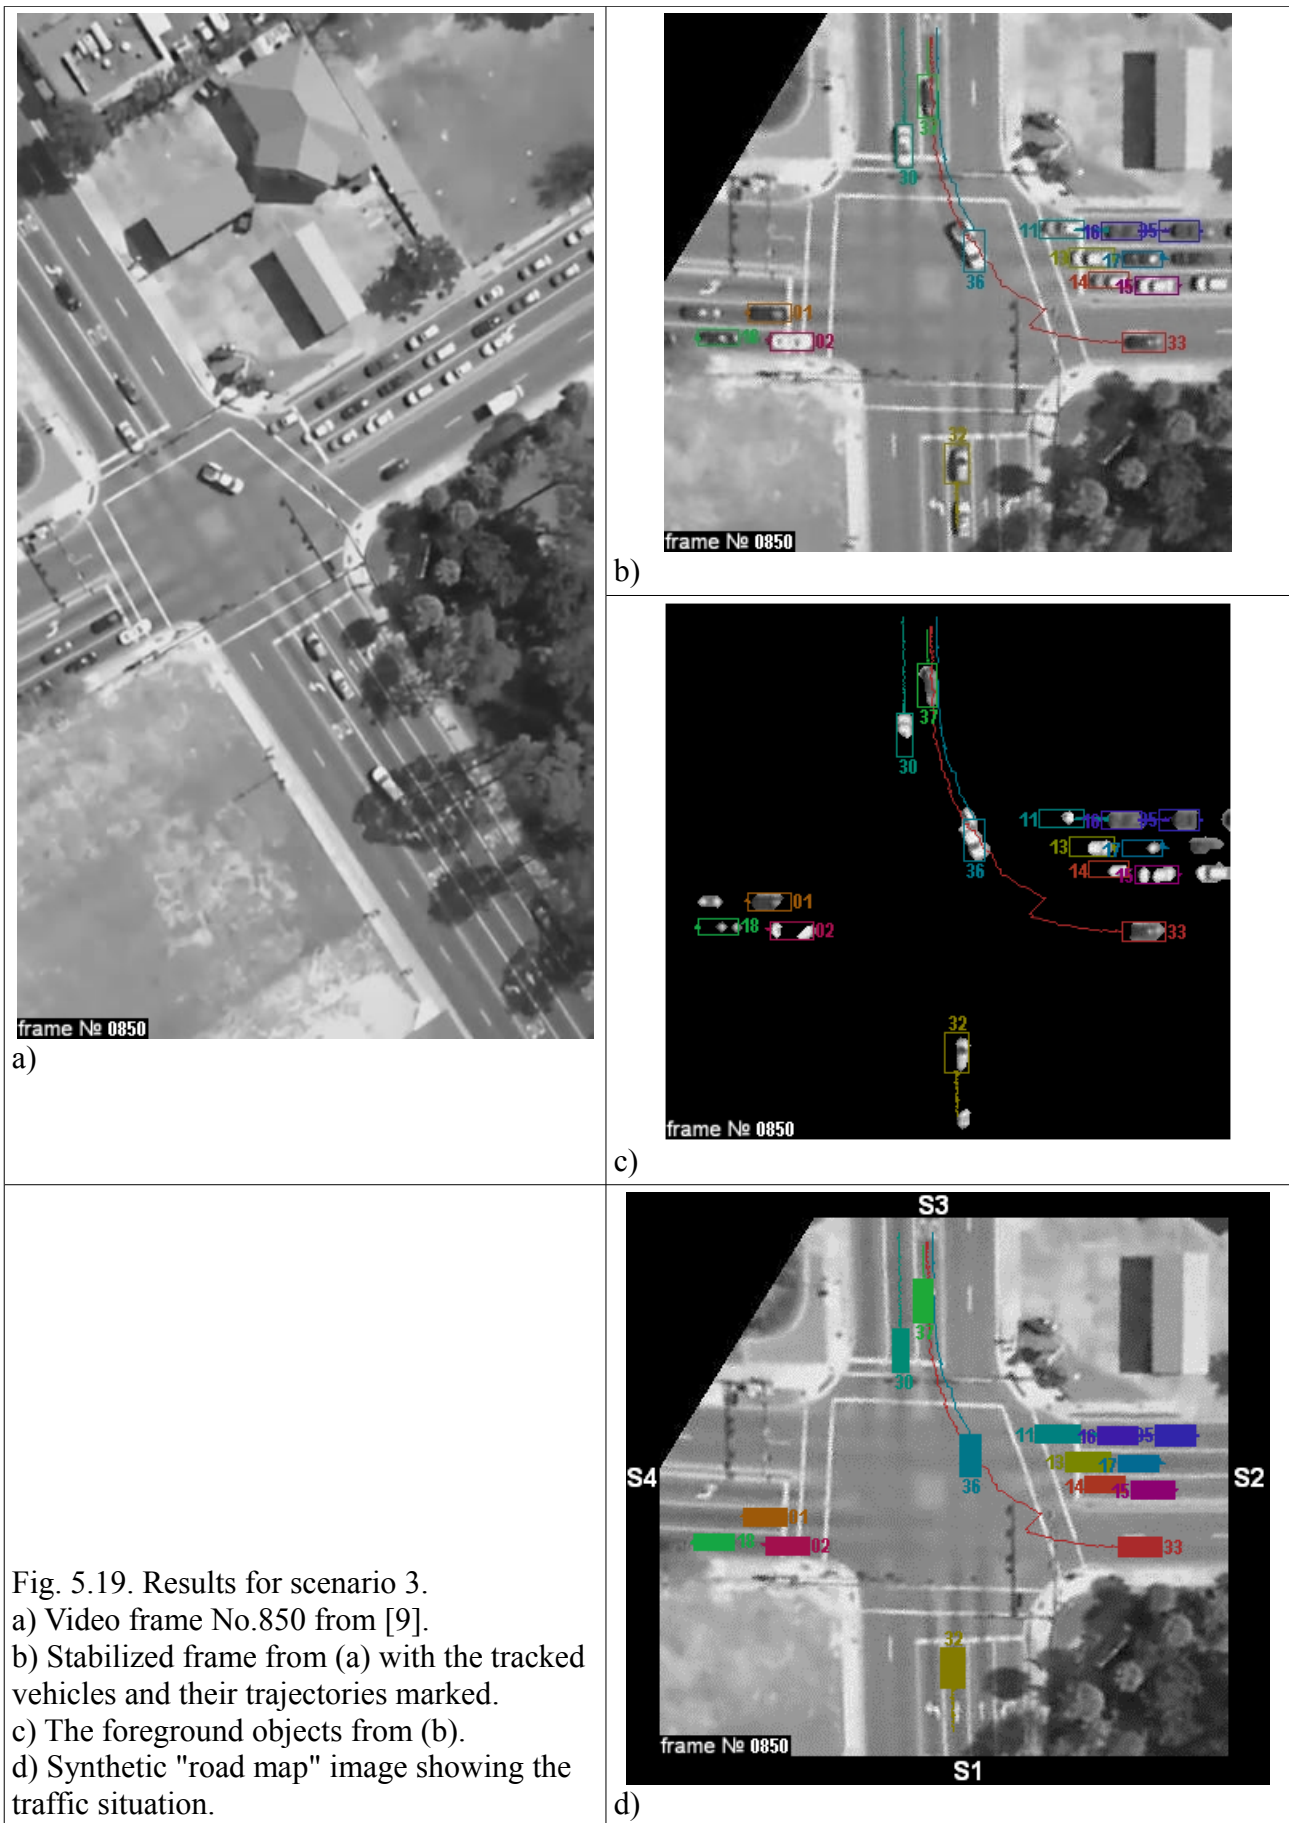 frame № 0850
a)
11
16
05
13
17
14
15
30
37
36
01
18
02
33
32
frame № 0850
b)
37
30
11
16
05
13
17
36
14
15
01
18
02
33
32
frame № 0850
c)
S3
37
30
11
16
05
13
17
S4
36
14
15
S2
01
18
02
33
32
frame № 0850
S1
d)
Fig. 5.19. Results for scenario 3.
a) Video frame No.850 from [9].
b) Stabilized frame from (a) with the tracked
vehicles and their trajectories marked.
c) The foreground objects from (b).
d) Synthetic "road map" image showing the
traffic situation.